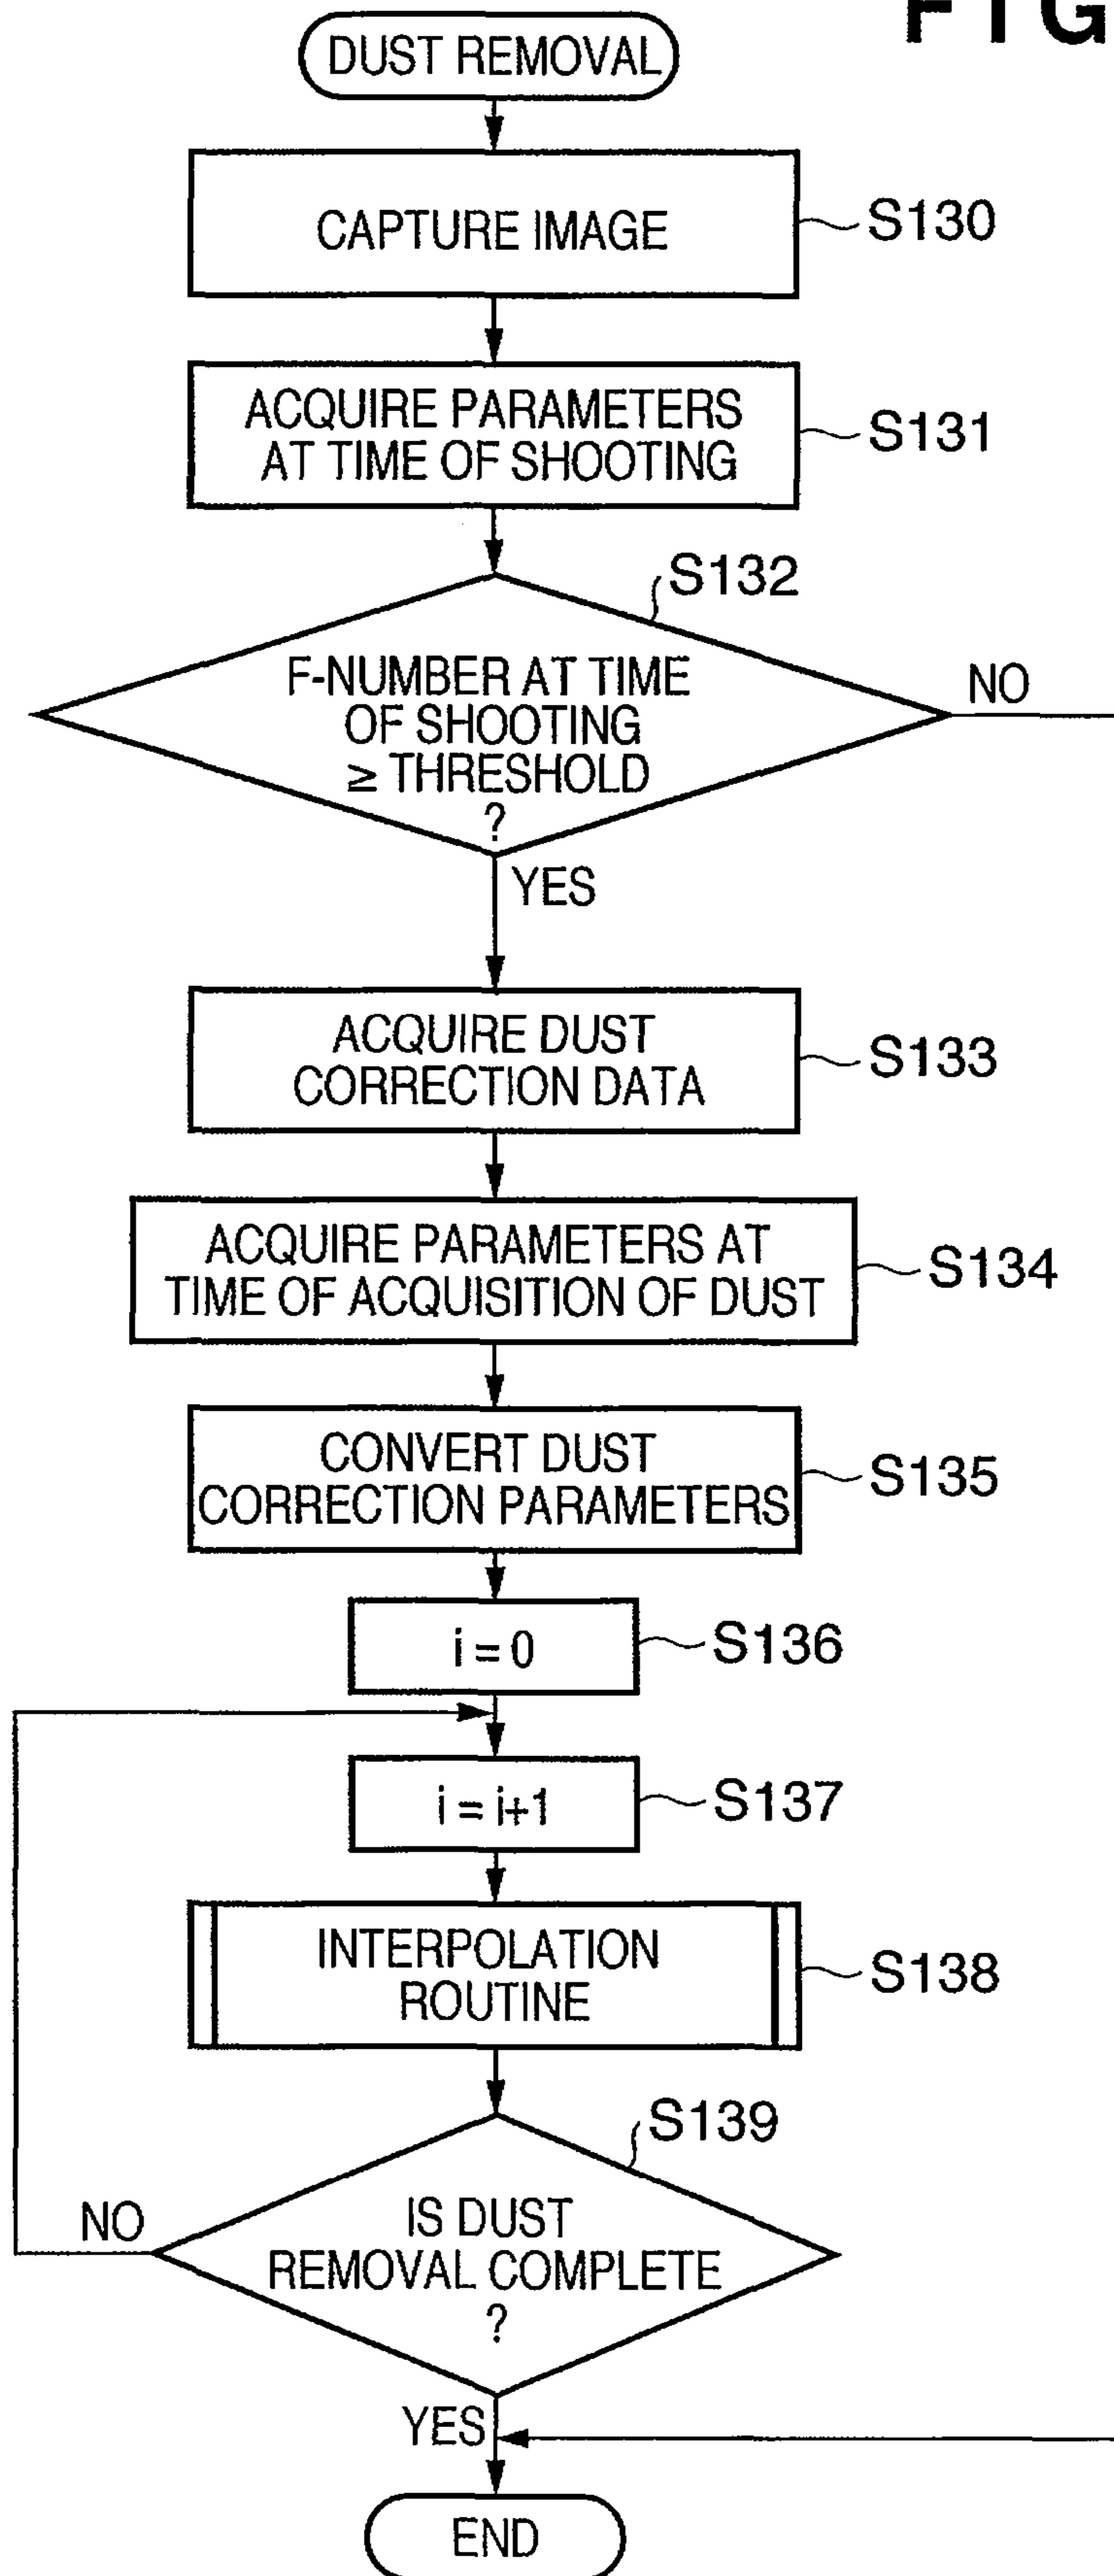 FIG
DUST REMOVAL
CAPTURE IMAGE
S130
ACQUIRE PARAMETERS
AT TIME OF SHOOTING
S131
S132
F-NUMBER AT TIME
OF SHOOTING
≥ THRESHOLD
?
NO
YES
ACQUIRE DUST
CORRECTION DATA
S133
ACQUIRE PARAMETERS AT
TIME OF ACQUISITION OF DUST
S134
CONVERT DUST
CORRECTION PARAMETERS
S135
i = 0
S136
i = i+1
S137
INTERPOLATION
ROUTINE
S138
S139
IS DUST
REMOVAL COMPLETE
?
NO
YES
END